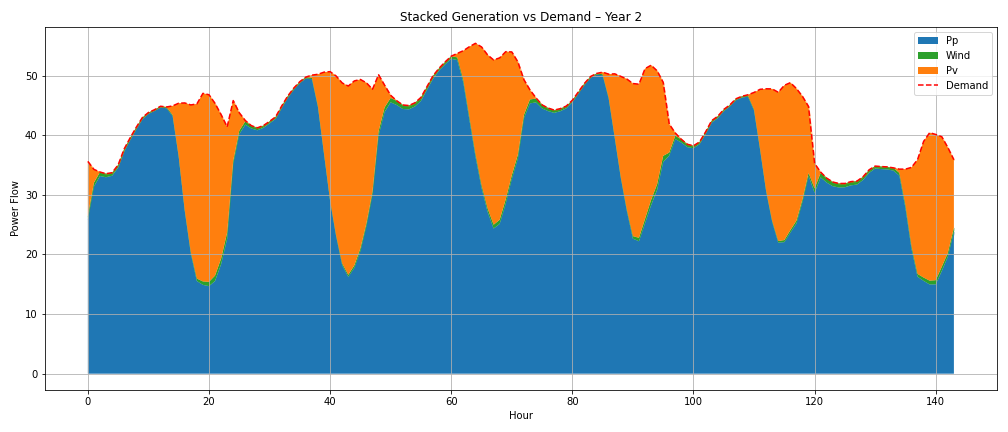 Stacked Generation vs Demand – Year 2
Pp
Wind
Pv
Demand
Power Flow
50
40
30
20
10
0
0 20 40 60 80 100 120 140
Hour